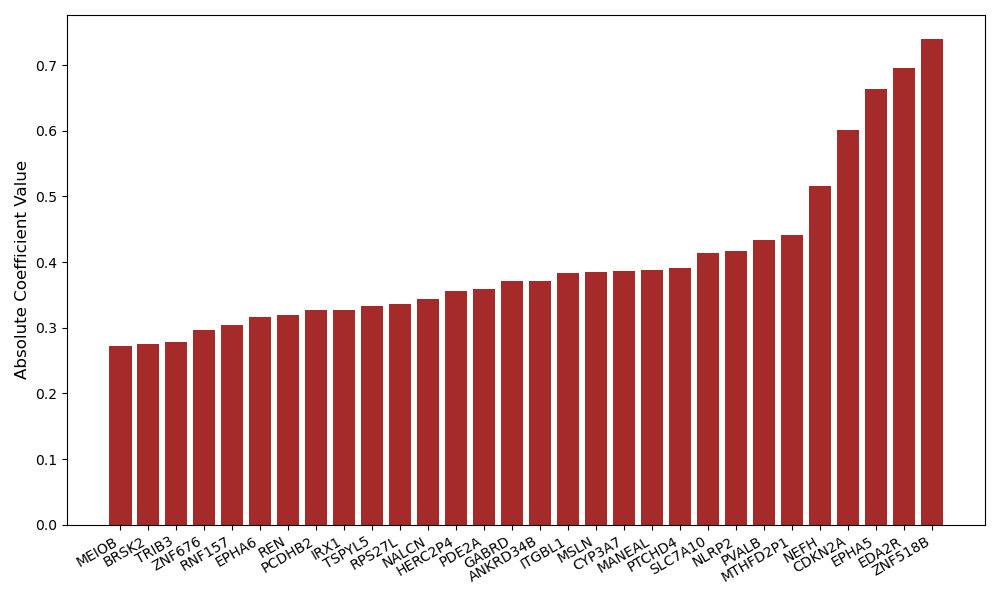 Absolute Coefficient Value
0.7
0.6
0.5
0.4
0.3
0.2
0.1
0.0
MEIOB
BRSK2
TRIB3
ZNF676
RNF157
EPHA6
REN
PCDHB2
IRX1
TSPYL5
RPS27L
NALCN
HERC2P4
PDE2A
GABRD
ANKRD34B
ITGBL1
MSLN
CYP3A7
MANEAL
PTCHD4
SLC7A10
NLRP2
PVALB
MTHFD2P1
NEFH
CDKN2A
EPHA5
EDA2R
ZNF518B